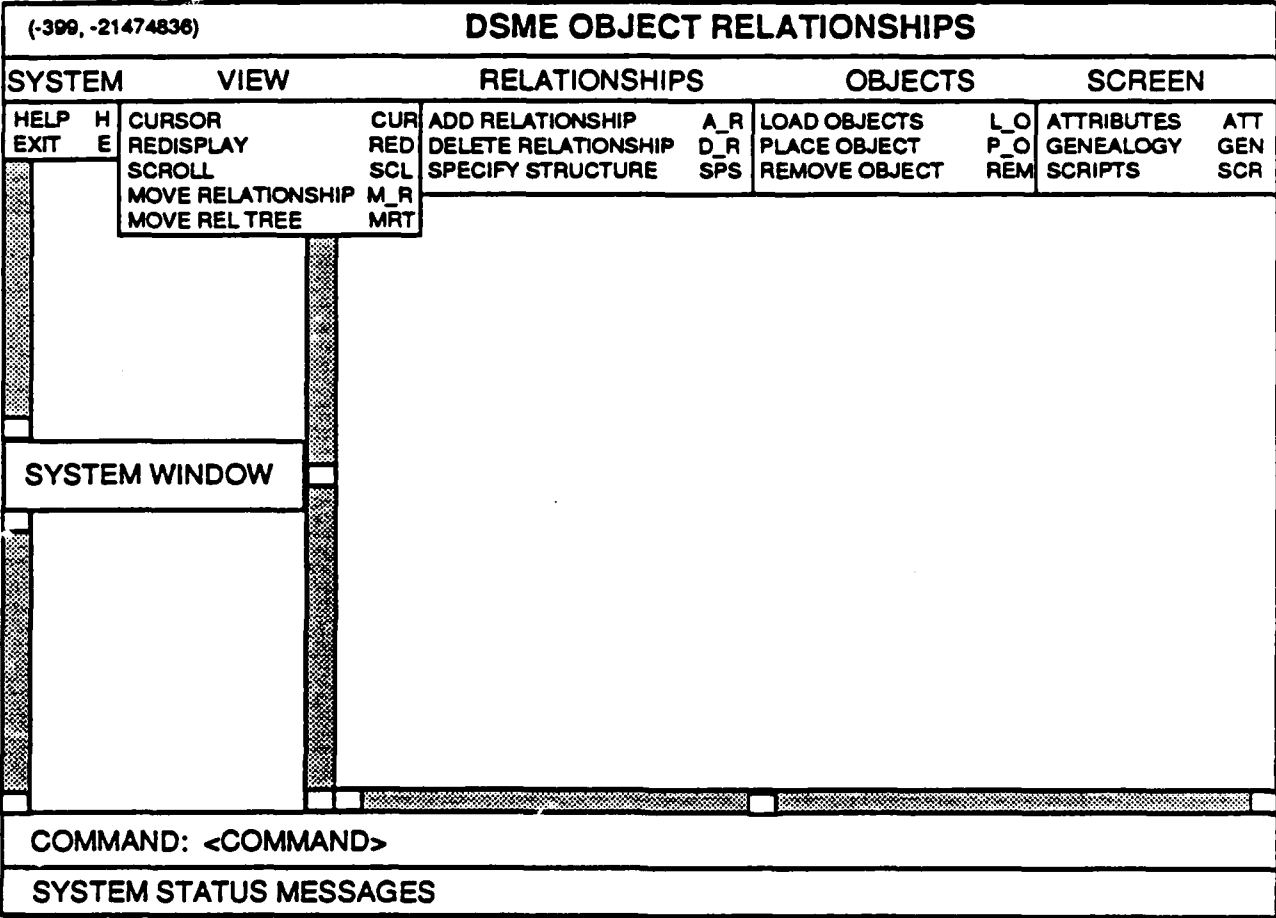 (-399, -21474836) DSME OBJECT RELATIONSHIPS
SYSTEM VIEW RELATIONSHIPS OBJECTS SCREEN
HELP H
EXIT E
CURSOR CUR
REDISPLAY RED
SCROLL SCL
MOVE RELATIONSHIP M_R
MOVE REL TREE MRT
ADD RELATIONSHIP A_R
DELETE RELATIONSHIP D_R
SPECIFY STRUCTURE SPS
LOAD OBJECTS L_O
PLACE OBJECT P_O
REMOVE OBJECT REM
ATTRIBUTES ATT
GENEALOGY GEN
SCRIPTS SCR
SYSTEM WINDOW
COMMAND: <COMMAND>
SYSTEM STATUS MESSAGES